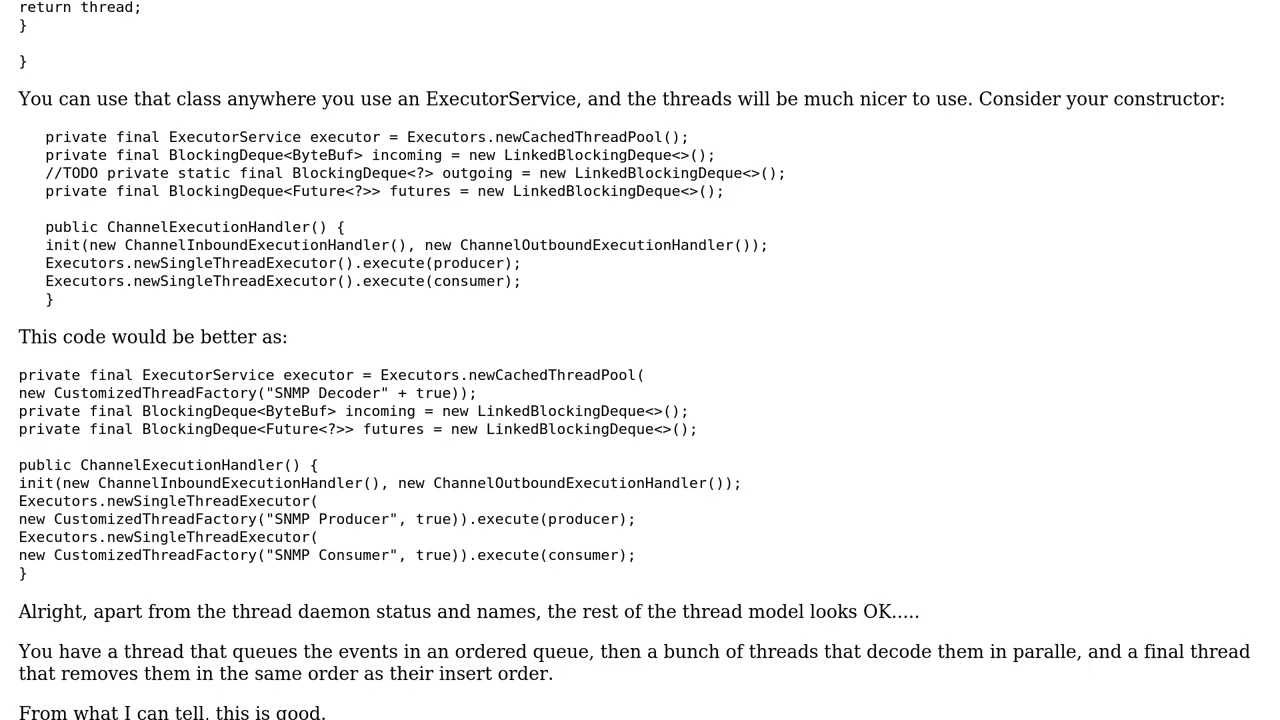 return thread;
}
}
You can use that class anywhere you use an ExecutorService, and the threads will be much nicer to use. Consider your constructor:
private final ExecutorService executor = Executors.newCachedThreadPool();
private final BlockingDeque<ByteBuf> incoming = new LinkedBlockingDeque<>();
//TODO private static final BlockingDeque<?> outgoing = new LinkedBlockingDeque<>();
private final BlockingDeque<Future<?>> futures = new LinkedBlockingDeque<>();
public ChannelExecutionHandler() {
init(new ChannelInboundExecutionHandler(), new ChannelOutboundExecutionHandler());
Executors.newSingleThreadExecutor().execute(producer);
Executors.newSingleThreadExecutor().execute(consumer);
}
This code would be better as:
private final ExecutorService executor = Executors.newCachedThreadPool(
new CustomizedThreadFactory("SNMP Decoder" + true));
private final BlockingDeque<ByteBuf> incoming = new LinkedBlockingDeque<>();
private final BlockingDeque<Future<?>> futures = new LinkedBlockingDeque<>();
public ChannelExecutionHandler() {
init(new ChannelInboundExecutionHandler(), new ChannelOutboundExecutionHandler());
Executors.newSingleThreadExecutor(
new CustomizedThreadFactory("SNMP Producer", true)).execute(producer);
Executors.newSingleThreadExecutor(
new CustomizedThreadFactory("SNMP Consumer", true)).execute(consumer);
}
Alright, apart from the thread daemon status and names, the rest of the thread model looks OK.....
You have a thread that queues the events in an ordered queue, then a bunch of threads that decode them in paralle, and a final thread
that removes them in the same order as their insert order.
From what I can tell, this is good.